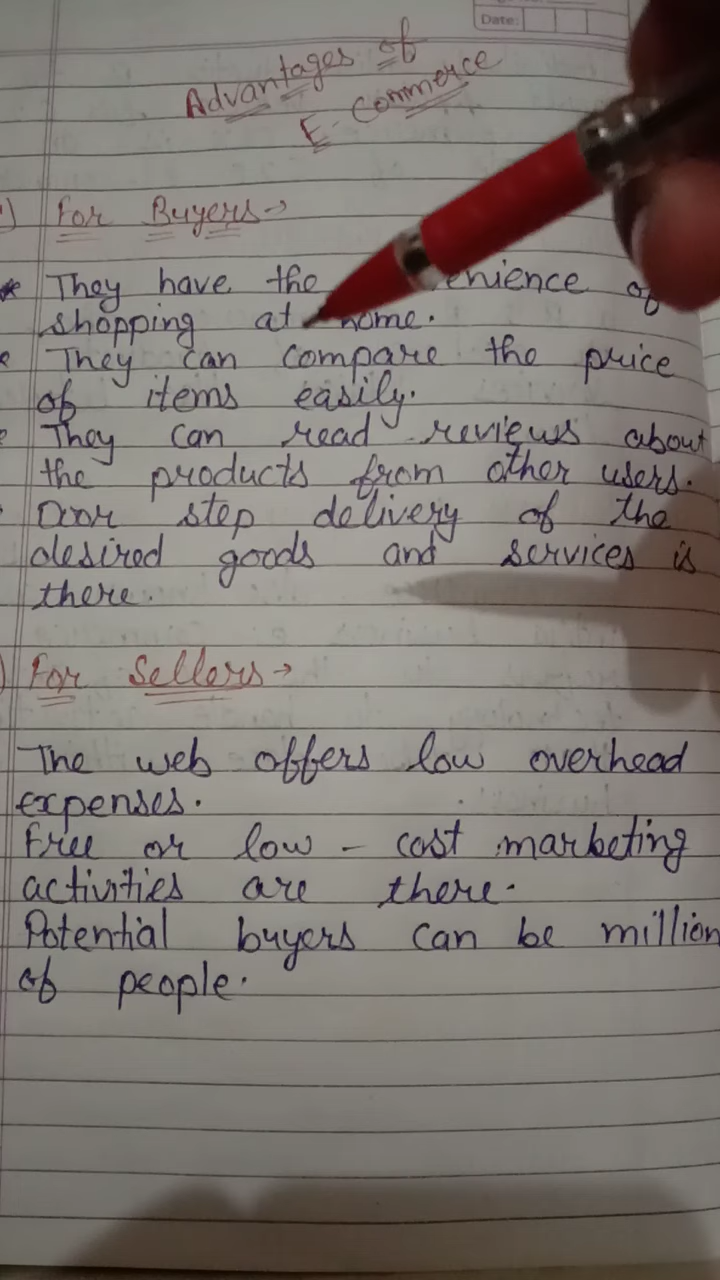 Date:
Advantages of
E-Commerce
For Buyers→
They have the enience of
shopping at home.
They can compare the price
of items easily.
They can read reviews about
the products from other users.
Door step delivery of the
desired goods and services is
there.
For Sellers→
The web offers low overhead
expenses.
Free or low - cost marketing
activities are there.
Potential buyers can be million
of people.